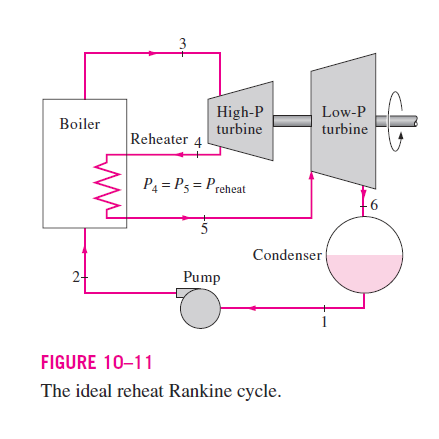 3
High-P
turbine
Low-P
turbine
Boiler
Reheater
4
P4 = P5 = Preheat
5
6
Condenser
2
Pump
1
FIGURE 10–11
The ideal reheat Rankine cycle.